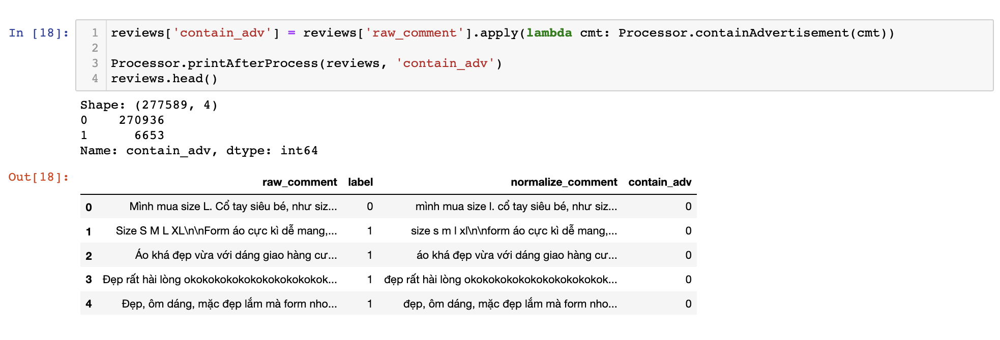 In [18]:
1 reviews['contain_adv'] = reviews['raw_comment'].apply(lambda cmt: Processor.containAdvertisement(cmt))
2
3 Processor.printAfterProcess(reviews, 'contain_adv')
4 reviews.head()
Shape: (277589, 4)
0 270936
1 6653
Name: contain_adv, dtype: int64
Out[18]:
raw_comment label normalize_comment contain_adv
0 Mình mua size L. Cổ tay siêu bé, như siz... 0 mình mua size l. cổ tay siêu bé, như siz... 0
1 Size S M L XL\n\nForm áo cực kì dễ mang,... 1 size s m l xl\n\nform áo cực kì dễ mang,... 0
2 Áo khá đẹp vừa với dáng giao hàng cư... 1 áo khá đẹp vừa với dáng giao hàng cư... 0
3 Đẹp rất hài lòng okokokokokokokokokokokok... 1 đẹp rất hài lòng okokokokokokokokokokokok... 0
4 Đẹp, ôm dáng, mặc đẹp lắm mà form nho... 1 đẹp, ôm dáng, mặc đẹp lắm mà form nho... 0